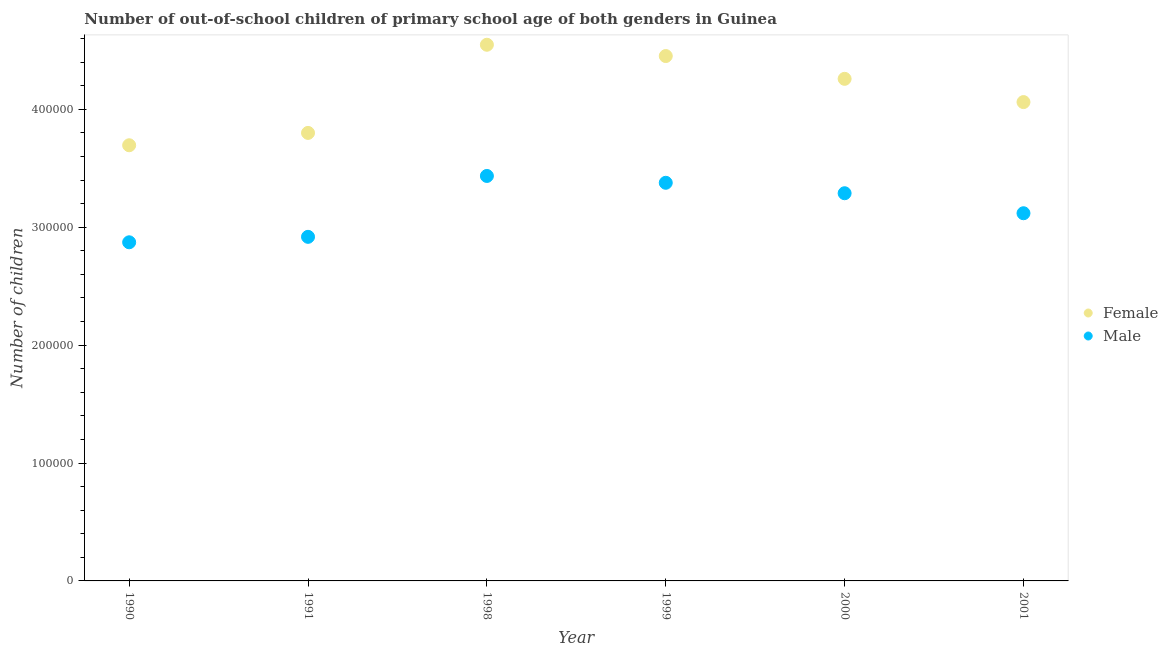 Number of out-of-school children of primary school age of both genders in Guinea
Number of children
400000
300000
200000
100000
0
1990
1991
1998
1999
2000
2001
Year
Female
Male